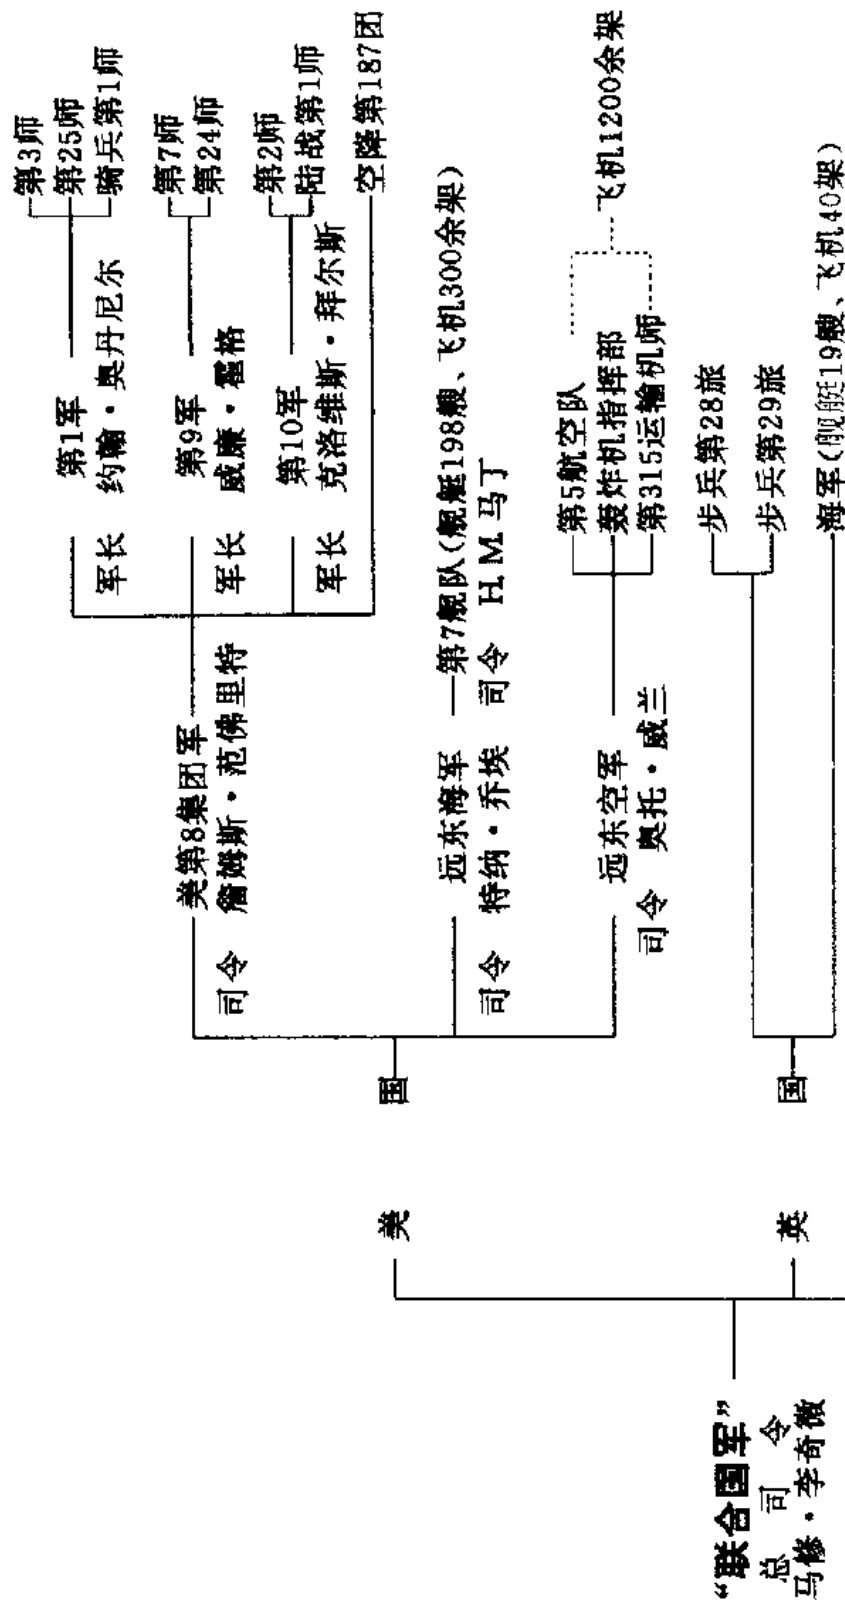 “联合国军”
总司令
马修·李奇微
美国
美第8集团军
司令 詹姆斯·范佛里特
第1军
军长 约翰·奥丹尼尔
第3师
第25师
骑兵第1师
第9军
军长 威廉·霍格
第7师
第24师
第10军
军长 克洛维斯·拜尔斯
第2师
陆战第1师
空降第187团
远东海军
司令 特纳·乔埃
第7舰队(舰艇198艘、飞机300余架)
司令 H.M.马丁
远东空军
司令 奥托·威兰
第5航空队
轰炸机指挥部
第315运输机师
飞机1200余架
英国
步兵第28旅
步兵第29旅
海军(舰艇19艘、飞机40架)